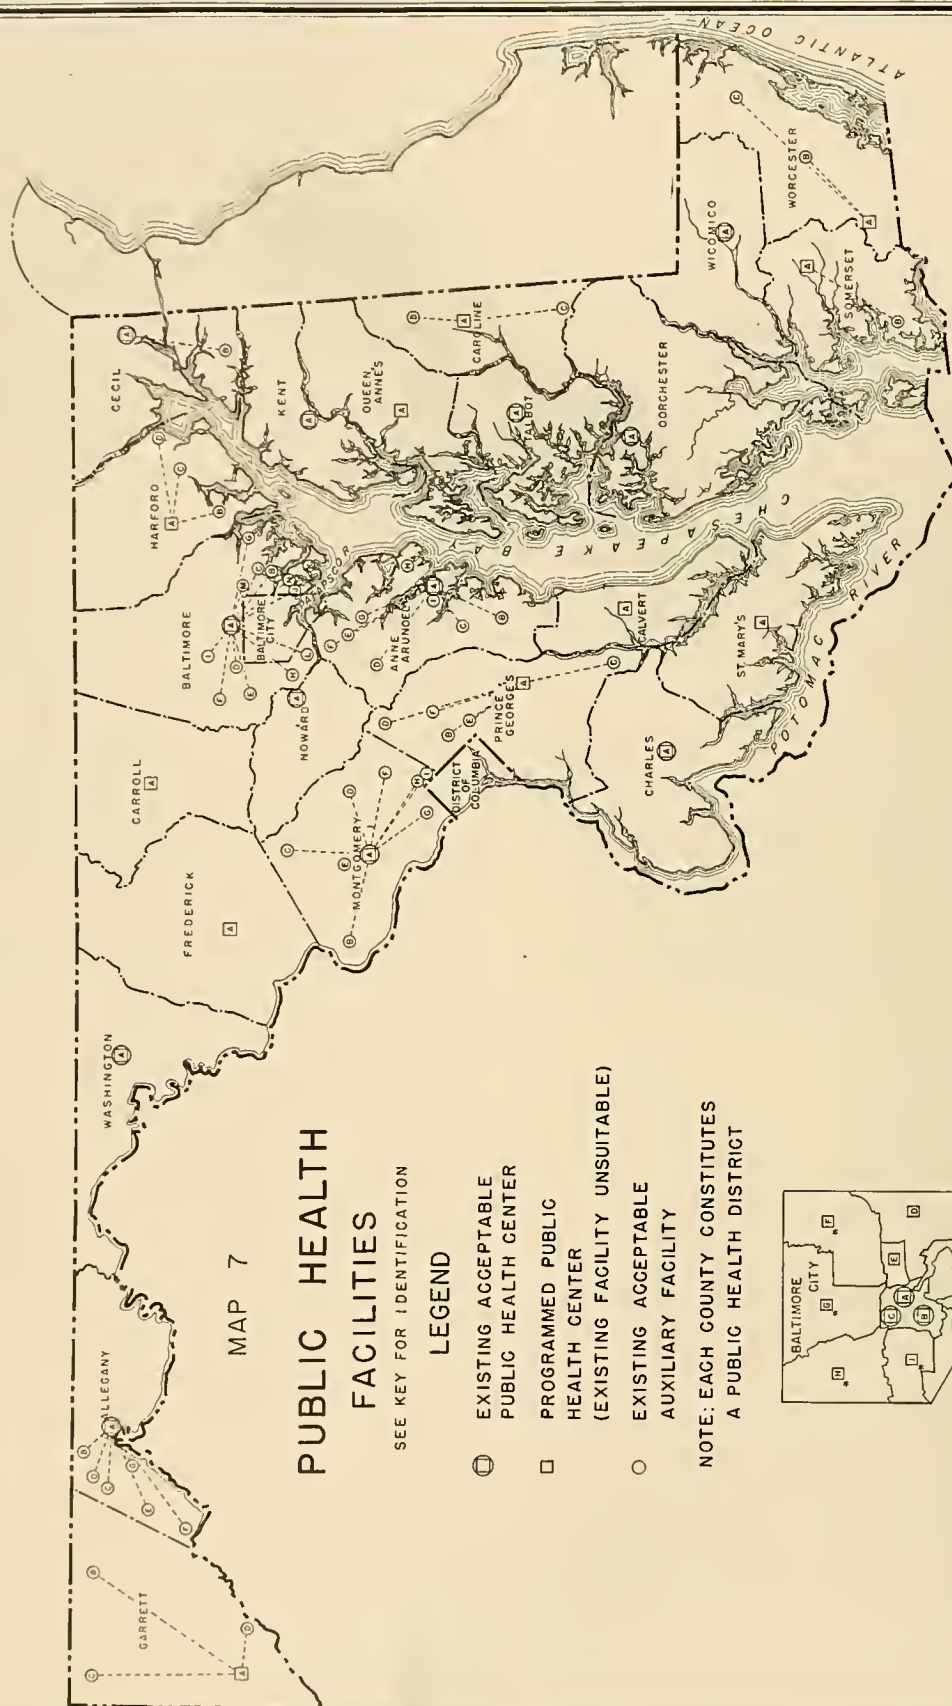 MAP 7
PUBLIC HEALTH
FACILITIES
SEE KEY FOR IDENTIFICATION
LEGEND
EXISTING ACCEPTABLE
PUBLIC HEALTH CENTER
PROGRAMMED PUBLIC
HEALTH CENTER
(EXISTING FACILITY UNSUITABLE)
EXISTING ACCEPTABLE
AUXILIARY FACILITY
NOTE: EACH COUNTY CONSTITUTES
A PUBLIC HEALTH DISTRICT
GARRETT
A
B
C
D
ALLEGANY
A
B
C
E
F
WASHINGTON
A
FREDERICK
A
CARROLL
A
MONTGOMERY
A
B
C
D
E
F
G
H
I
HOWARD
A
BALTIMORE
A
D
E
F
I
BALTIMORE
CITY
HARFORD
A
B
C
D
CECIL
A
B
KENT
A
QUEEN
ANNE'S
A
CAROLINE
A
B
C
TALBOT
A
DORCHESTER
A
WICOMICO
A
WORCESTER
A
B
C
SOMERSET
A
B
ANNE
ARUNDEL
A
B
C
D
E
F
G
H
PRINCE
GEORGE'S
A
B
C
D
E
F
DISTRICT
OF
COLUMBIA
CALVERT
A
ST. MARY'S
A
CHARLES
A
PATAPSCO R
CHESAPEAKE BAY
POTOMAC RIVER
ATLANTIC OCEAN
BALTIMORE
CITY
A
B
C
D
E
F
*
G
*
H
*
I
*